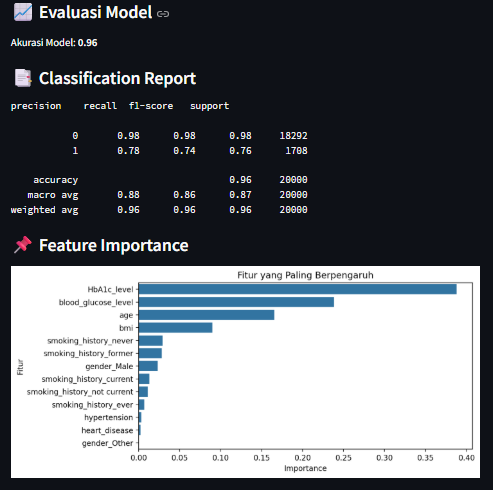 📈 Evaluasi Model
Akurasi Model: 0.96
📑 Classification Report
precision    recall  f1-score   support
0       0.98      0.98      0.98     18292
1       0.78      0.74      0.76      1708
accuracy                           0.96     20000
macro avg       0.88      0.86      0.87     20000
weighted avg       0.96      0.96      0.96     20000
📌 Feature Importance
Fitur yang Paling Berpengaruh
Fitur
HbA1c_level
blood_glucose_level
age
bmi
smoking_history_never
smoking_history_former
gender_Male
smoking_history_current
smoking_history_not current
smoking_history_ever
hypertension
heart_disease
gender_Other
0.00 0.05 0.10 0.15 0.20 0.25 0.30 0.35 0.40
Importance